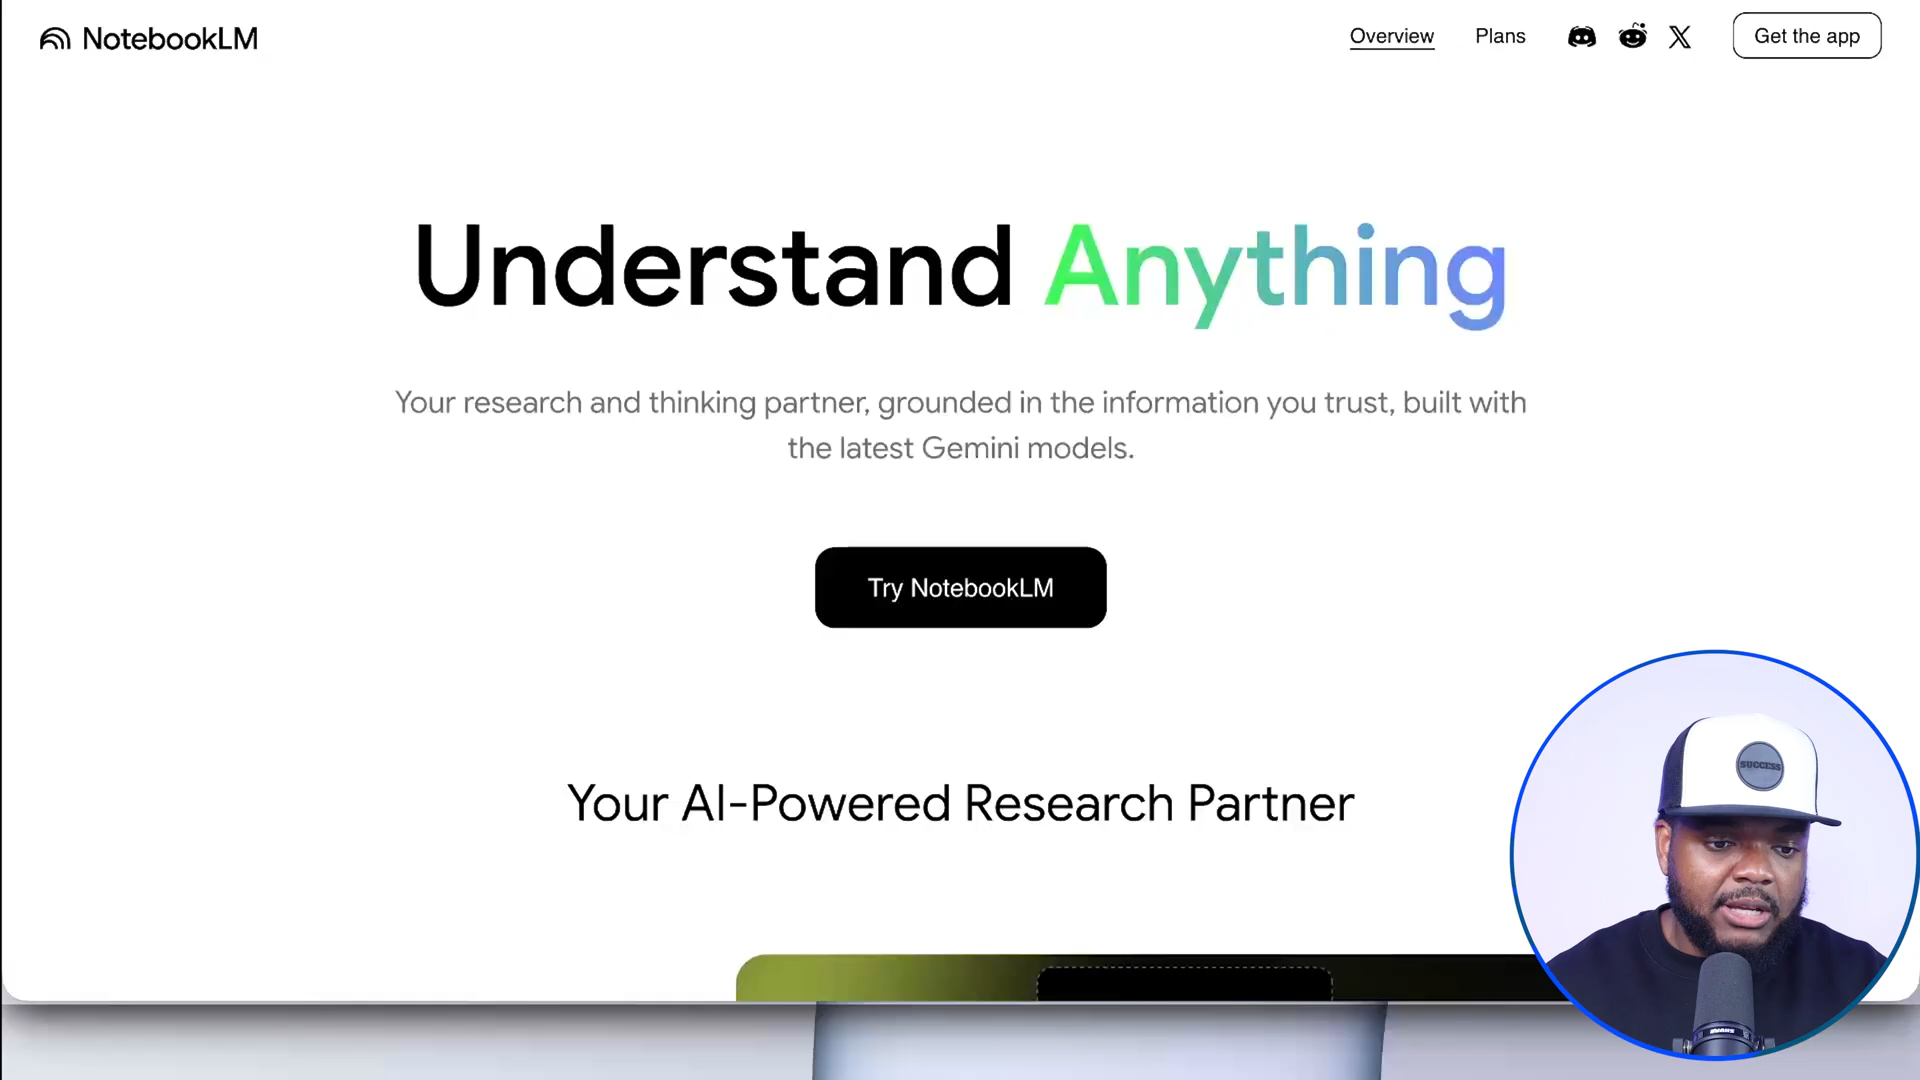 NotebookLM
Overview
Plans
Get the app
Understand Anything
Your research and thinking partner, grounded in the information you trust, built with
the latest Gemini models.
Try NotebookLM
Your AI-Powered Research Partner
SUCCESS